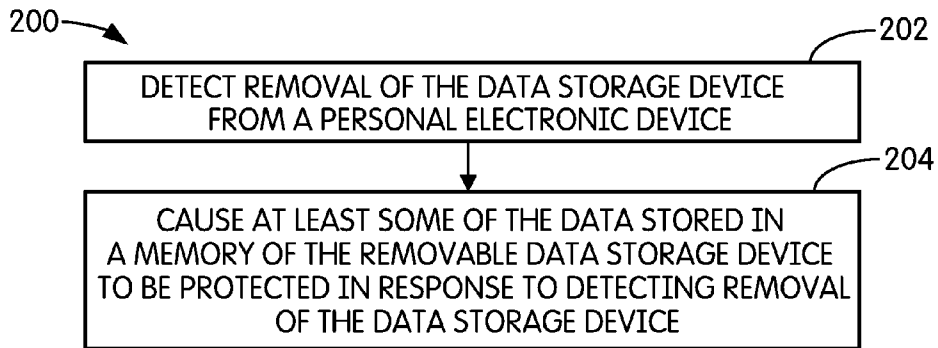 200
202
DETECT REMOVAL OF THE DATA STORAGE DEVICE
FROM A PERSONAL ELECTRONIC DEVICE
204
CAUSE AT LEAST SOME OF THE DATA STORED IN
A MEMORY OF THE REMOVABLE DATA STORAGE DEVICE
TO BE PROTECTED IN RESPONSE TO DETECTING REMOVAL
OF THE DATA STORAGE DEVICE